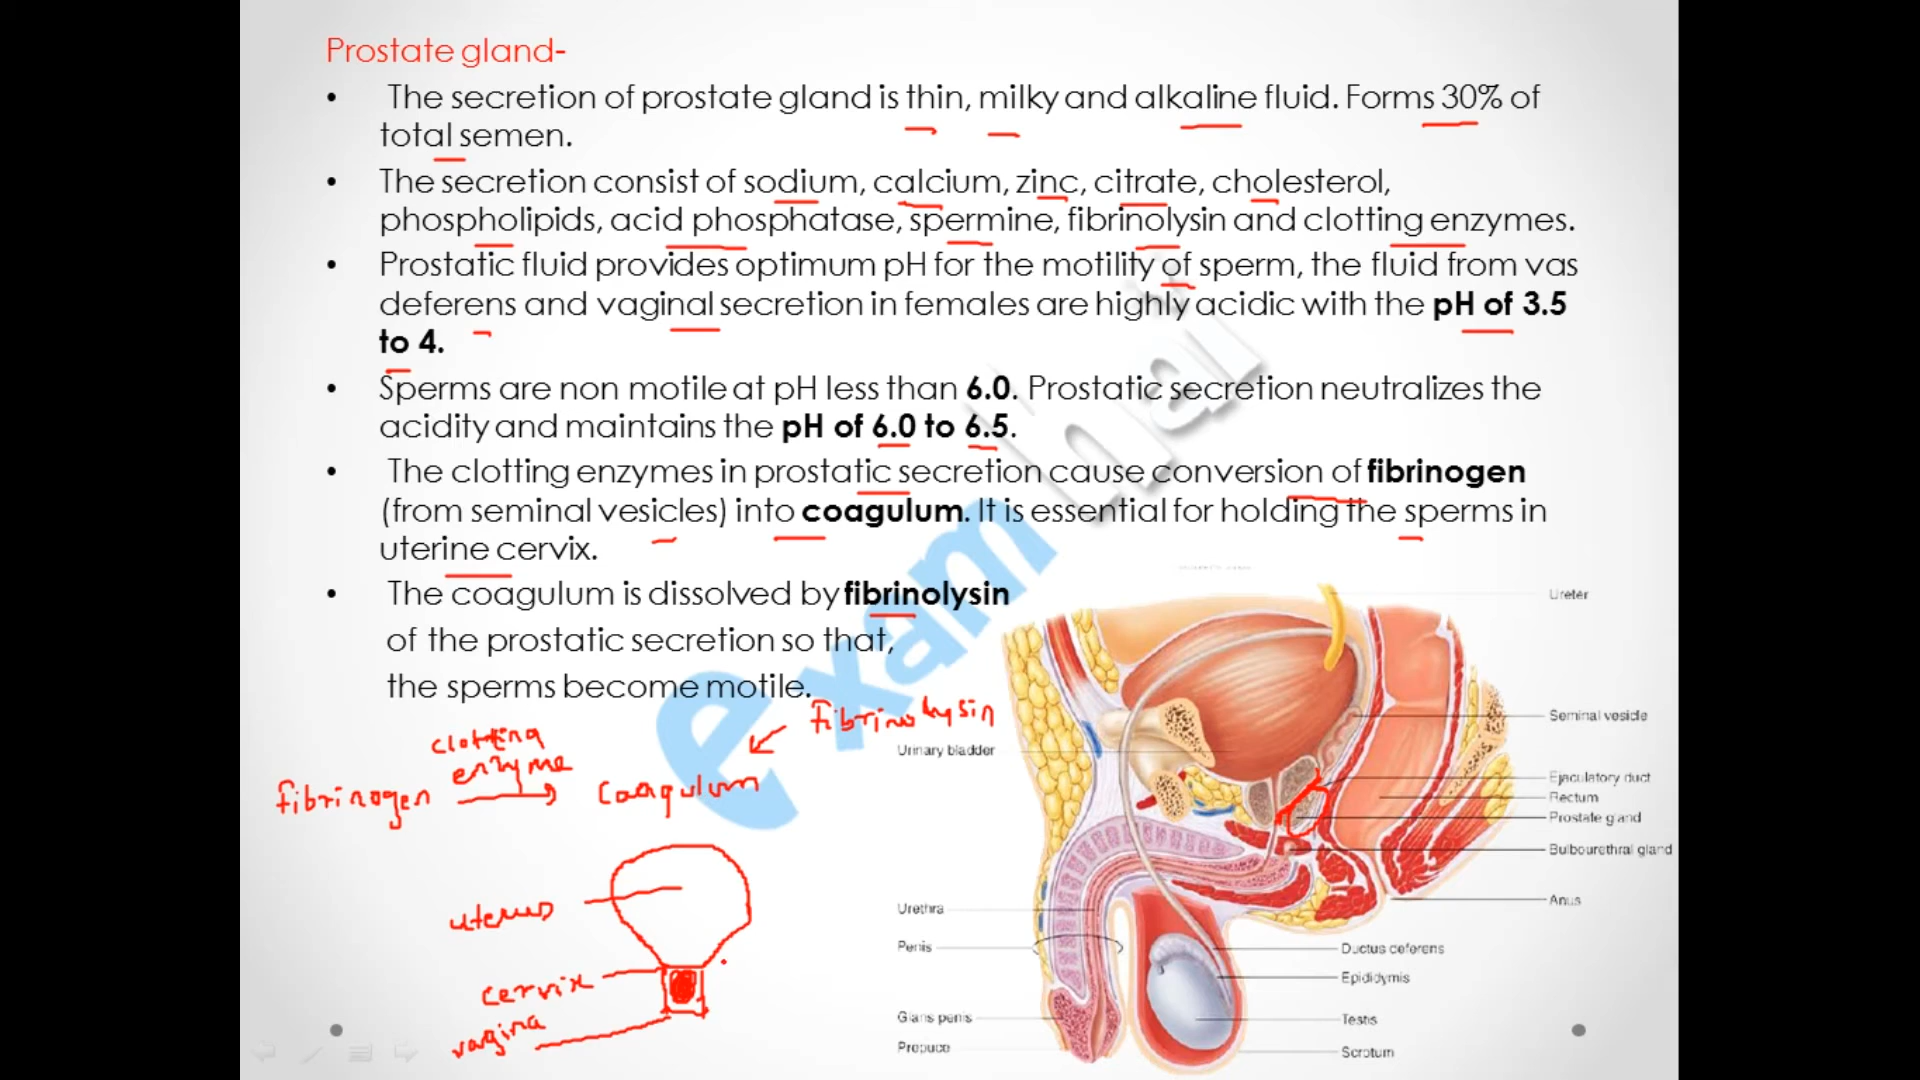 Prostate gland-
• The secretion of prostate gland is thin, milky and alkaline fluid. Forms 30% of
total semen.
• The secretion consist of sodium, calcium, zinc, citrate, cholesterol,
phospholipids, acid phosphatase, spermine, fibrinolysin and clotting enzymes.
• Prostatic fluid provides optimum pH for the motility of sperm, the fluid from vas
deferens and vaginal secretion in females are highly acidic with the pH of 3.5
to 4.
• Sperms are non motile at pH less than 6.0. Prostatic secretion neutralizes the
acidity and maintains the pH of 6.0 to 6.5.
• The clotting enzymes in prostatic secretion cause conversion of fibrinogen
(from seminal vesicles) into coagulum. It is essential for holding the sperms in
uterine cervix.
• The coagulum is dissolved by fibrinolysin
of the prostatic secretion so that,
the sperms become motile.
fibrinolysin
clotting
enzyme
fibrinogen
coagulum
uterus
cervix
vagina
exam hai
Ureter
Seminal vesicle
Urinary bladder
Ejaculatory duct
Rectum
Prostate gland
Bulbourethral gland
Anus
Urethra
Penis
Ductus deferens
Epididymis
Glans penis
Testis
Prepuce
Scrotum